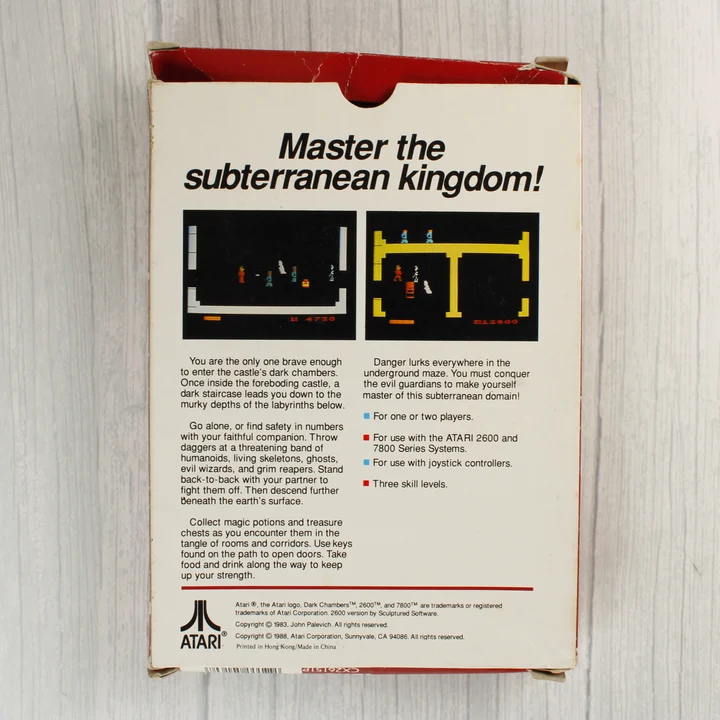 Master the
subterranean kingdom!
You are the only one brave enough
to enter the castle's dark chambers.
Once inside the foreboding castle, a
dark staircase leads you down to the
murky depths of the labyrinths below.
Go alone, or find safety in numbers
with your faithful companion. Throw
daggers at a threatening band of
humanoids, living skeletons, ghosts,
evil wizards, and grim reapers. Stand
back-to-back with your partner to
fight them off. Then descend further
beneath the earth's surface.
Collect magic potions and treasure
chests as you encounter them in the
tangle of rooms and corridors. Use keys
found on the path to open doors. Take
food and drink along the way to keep
up your strength.
Danger lurks everywhere in the
underground maze. You must conquer
the evil guardians to make yourself
master of this subterranean domain!
For one or two players.
For use with the ATARI 2600 and
7800 Series Systems.
For use with joystick controllers.
Three skill levels.
ATARI®
Atari ®, the Atari logo, Dark Chambers™, 2600™, and 7800™ are trademarks or registered
trademarks of Atari Corporation. 2600 version by Sculptured Software.
Copyright © 1983, John Palevich. All rights reserved.
Copyright © 1988, Atari Corporation, Sunnyvale, CA 94086. All rights reserved.
Printed in Hong Kong/Made in China